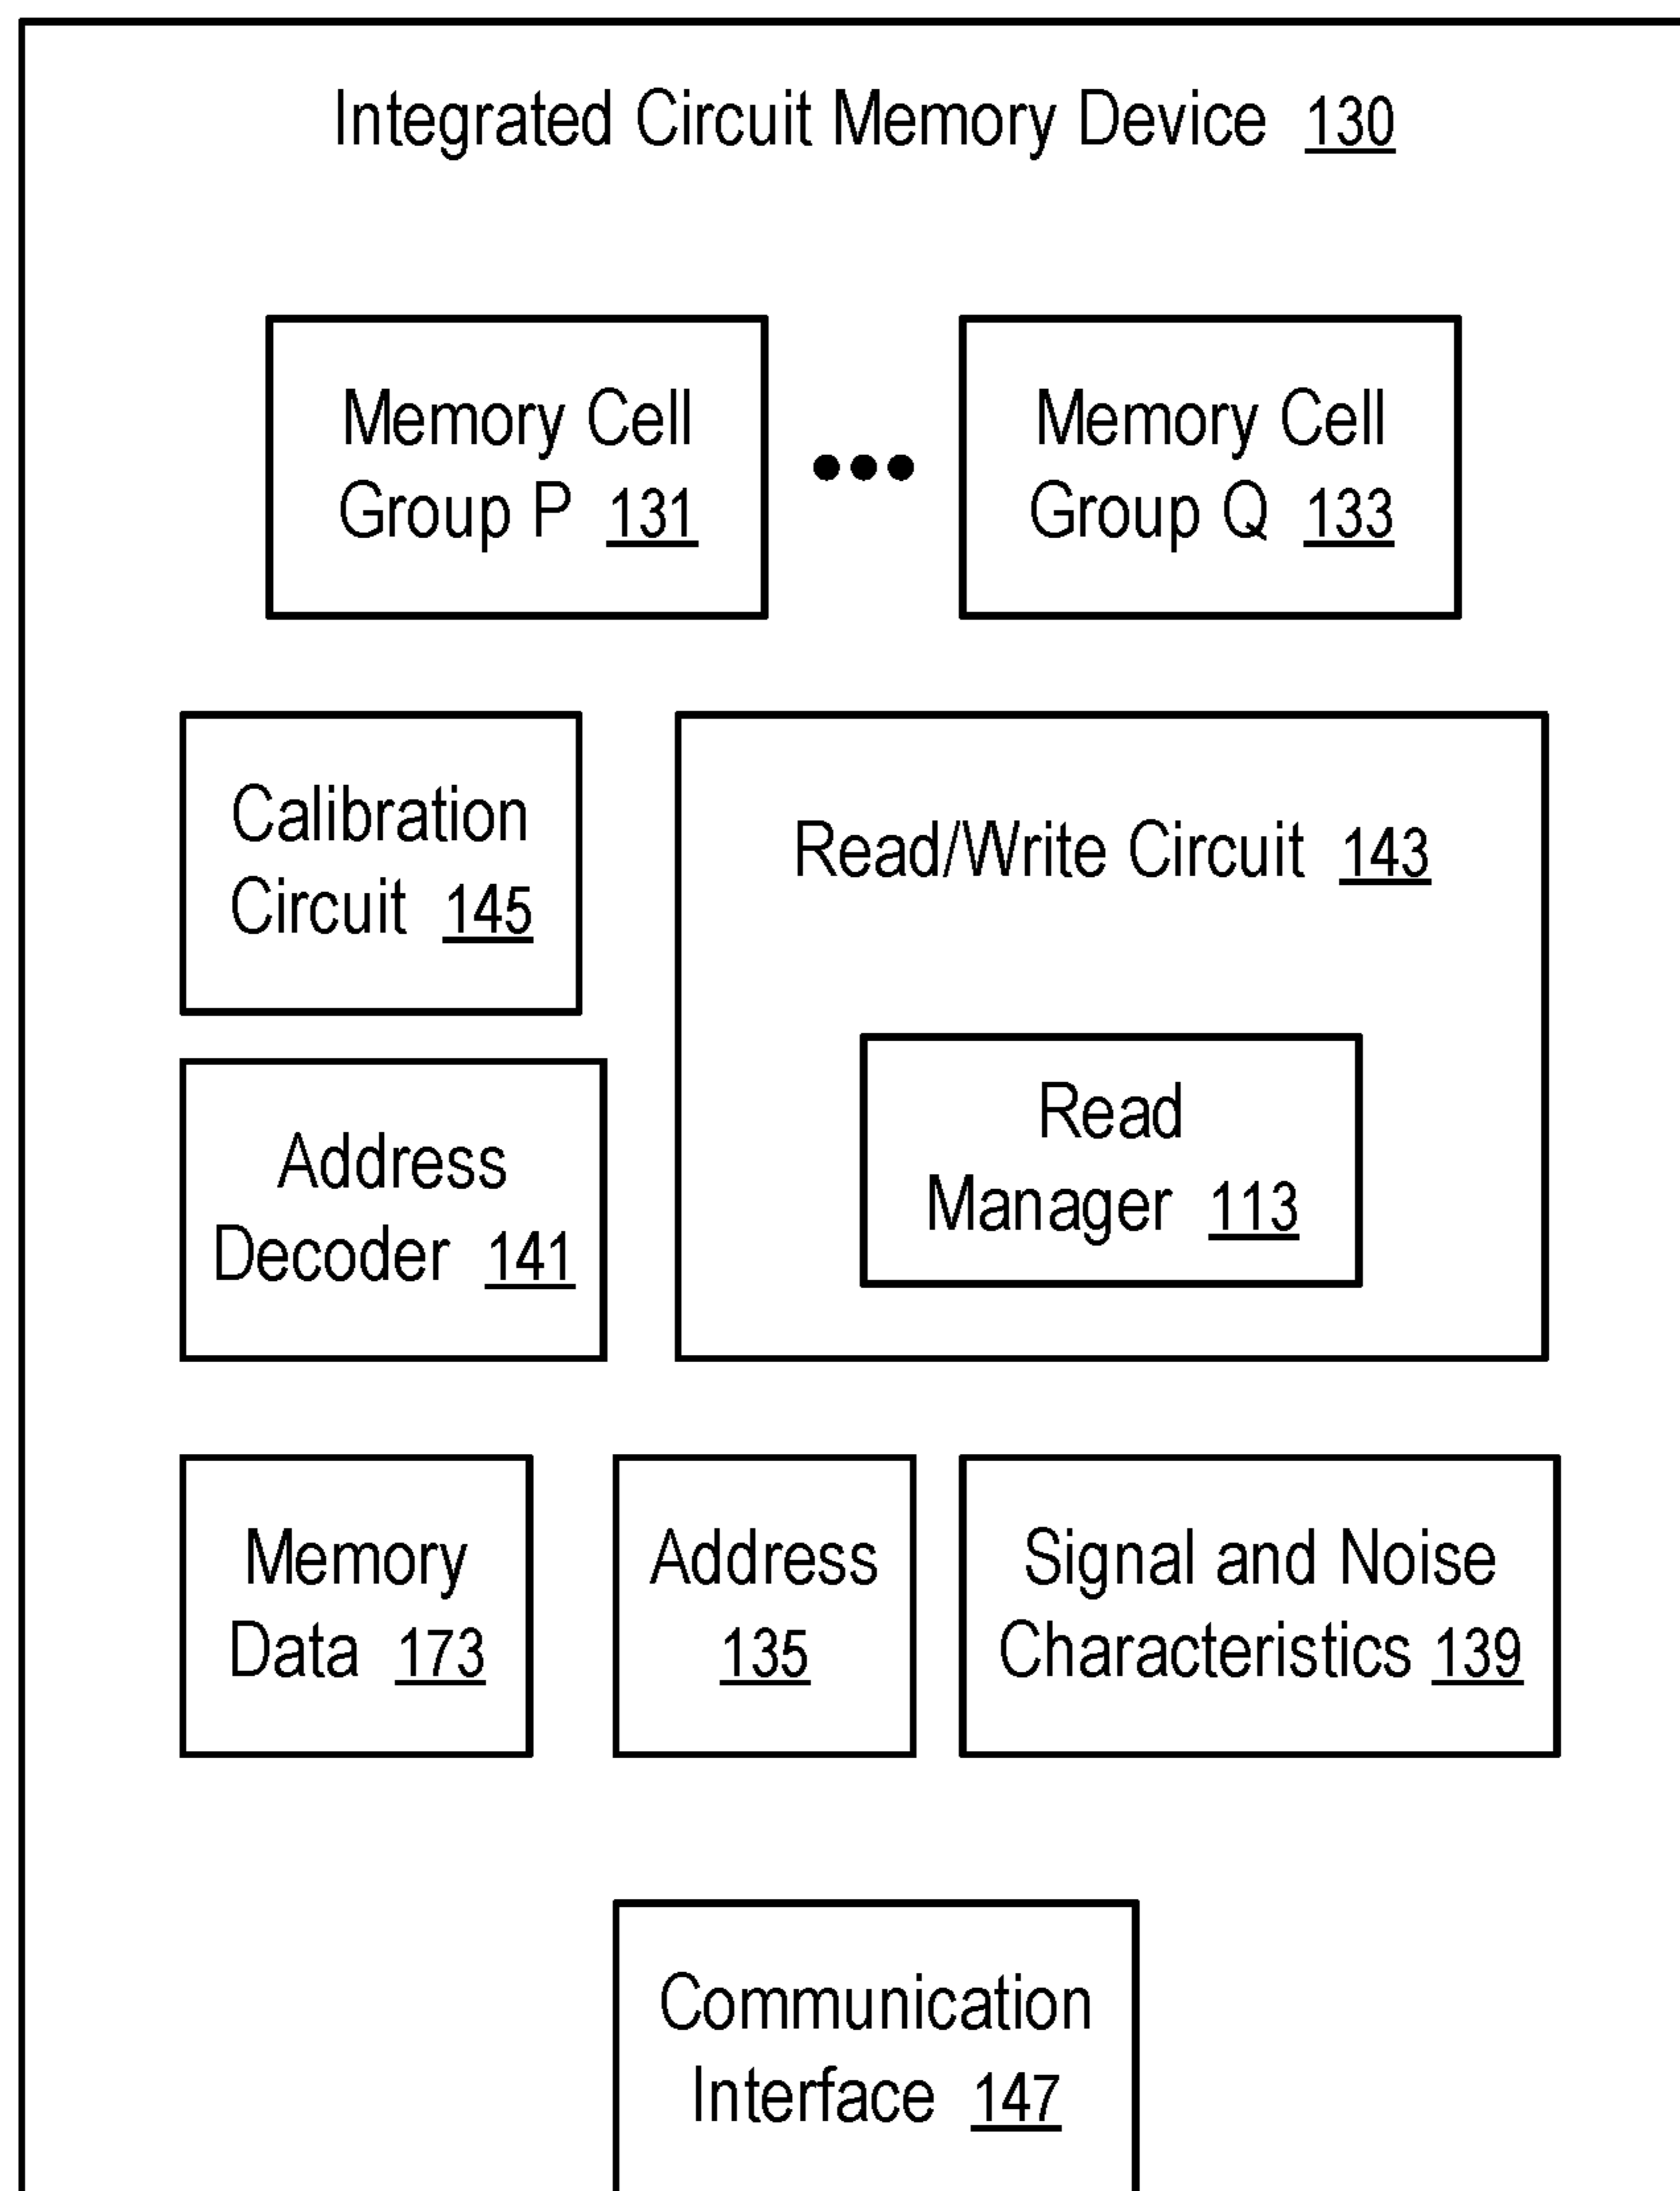 Integrated Circuit Memory Device 130
Memory Cell
Group P 131
Memory Cell
Group Q 133
Calibration
Circuit 145
Read/Write Circuit 143
Read
Manager 113
Address
Decoder 141
Memory
Data 173
Address
135
Signal and Noise
Characteristics 139
Communication
Interface 147